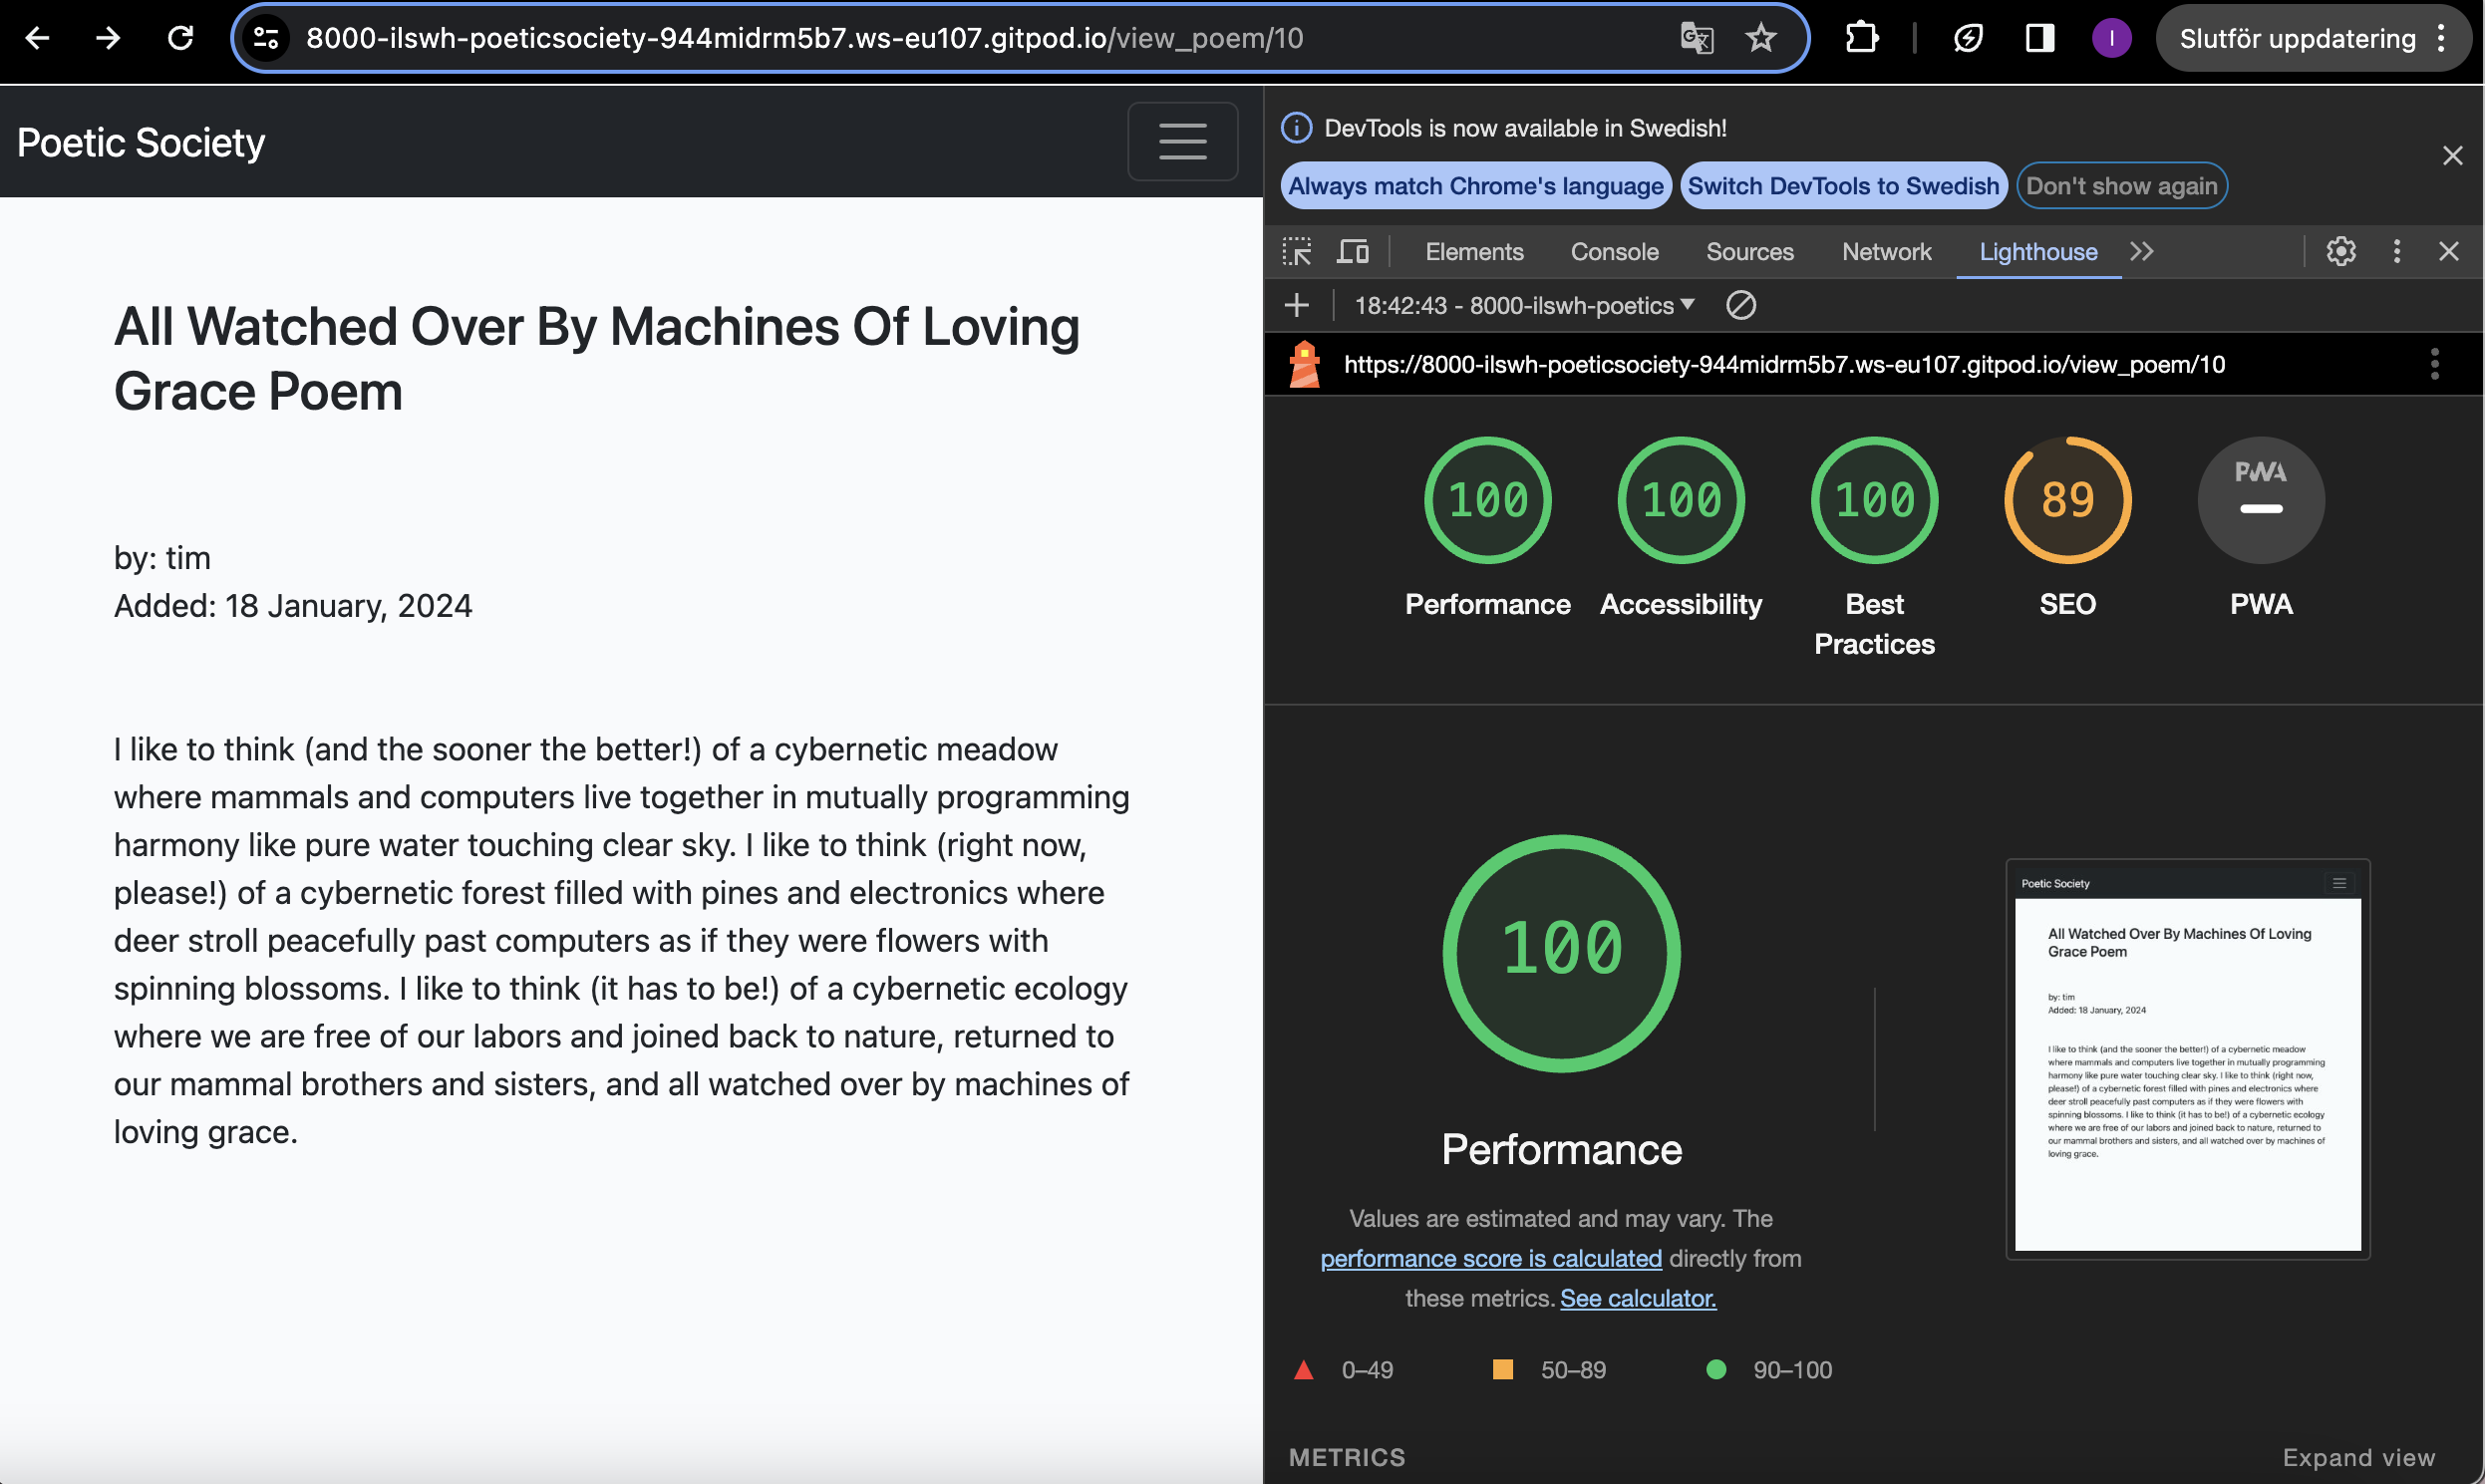 8000-ilswh-poeticsociety-944midrm5b7.ws-eu107.gitpod.io/view_poem/10
I
Slutför uppdatering
Poetic Society
All Watched Over By Machines Of Loving
Grace Poem
by: tim
Added: 18 January, 2024
I like to think (and the sooner the better!) of a cybernetic meadow
where mammals and computers live together in mutually programming
harmony like pure water touching clear sky. I like to think (right now,
please!) of a cybernetic forest filled with pines and electronics where
deer stroll peacefully past computers as if they were flowers with
spinning blossoms. I like to think (it has to be!) of a cybernetic ecology
where we are free of our labors and joined back to nature, returned to
our mammal brothers and sisters, and all watched over by machines of
loving grace.
DevTools is now available in Swedish!
Always match Chrome's language Switch DevTools to Swedish Don't show again
Elements Console Sources Network Lighthouse
18:42:43 - 8000-ilswh-poetics
https://8000-ilswh-poeticsociety-944midrm5b7.ws-eu107.gitpod.io/view_poem/10
100 100 100 89 PWA
Performance Accessibility Best SEO PWA
Practices
100
Performance
Values are estimated and may vary. The
performance score is calculated directly from
these metrics. See calculator.
Poetic Society
All Watched Over By Machines Of Loving
Grace Poem
by: tim
Added: 18 January, 2024
I like to think (and the sooner the better!) of a cybernetic meadow
where mammals and computers live together in mutually programming
harmony like pure water touching clear sky. I like to think (right now,
please!) of a cybernetic forest filled with pines and electronics where
deer stroll peacefully past computers as if they were flowers with
spinning blossoms. I like to think (it has to be!) of a cybernetic ecology
where we are free of our labors and joined back to nature, returned to
our mammal brothers and sisters, and all watched over by machines of
loving grace.
0–49 50–89 90–100
METRICS
Expand view